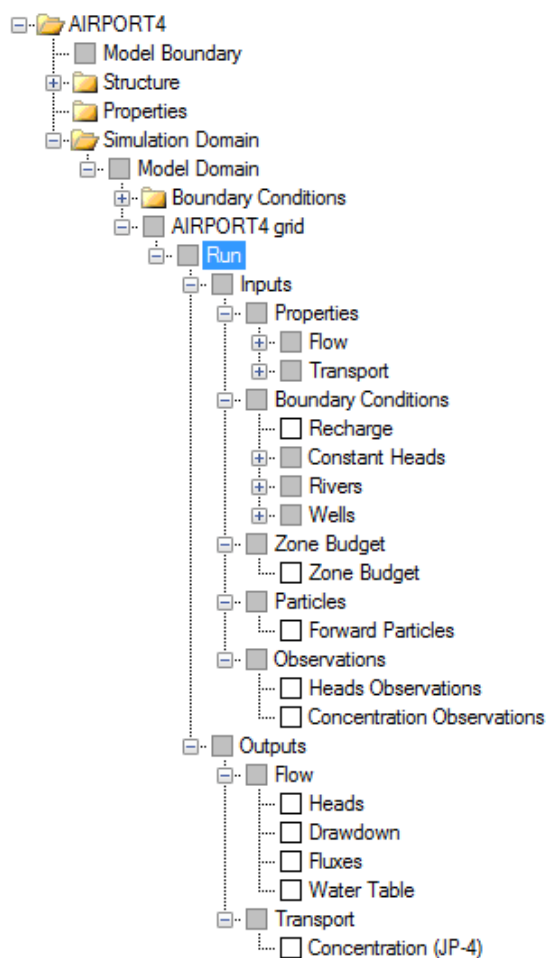 AIRPORT4
Model Boundary
Structure
Properties
Simulation Domain
Model Domain
Boundary Conditions
AIRPORT4 grid
Run
Inputs
Properties
Flow
Transport
Boundary Conditions
Recharge
Constant Heads
Rivers
Wells
Zone Budget
Zone Budget
Particles
Forward Particles
Observations
Heads Observations
Concentration Observations
Outputs
Flow
Heads
Drawdown
Fluxes
Water Table
Transport
Concentration (JP-4)